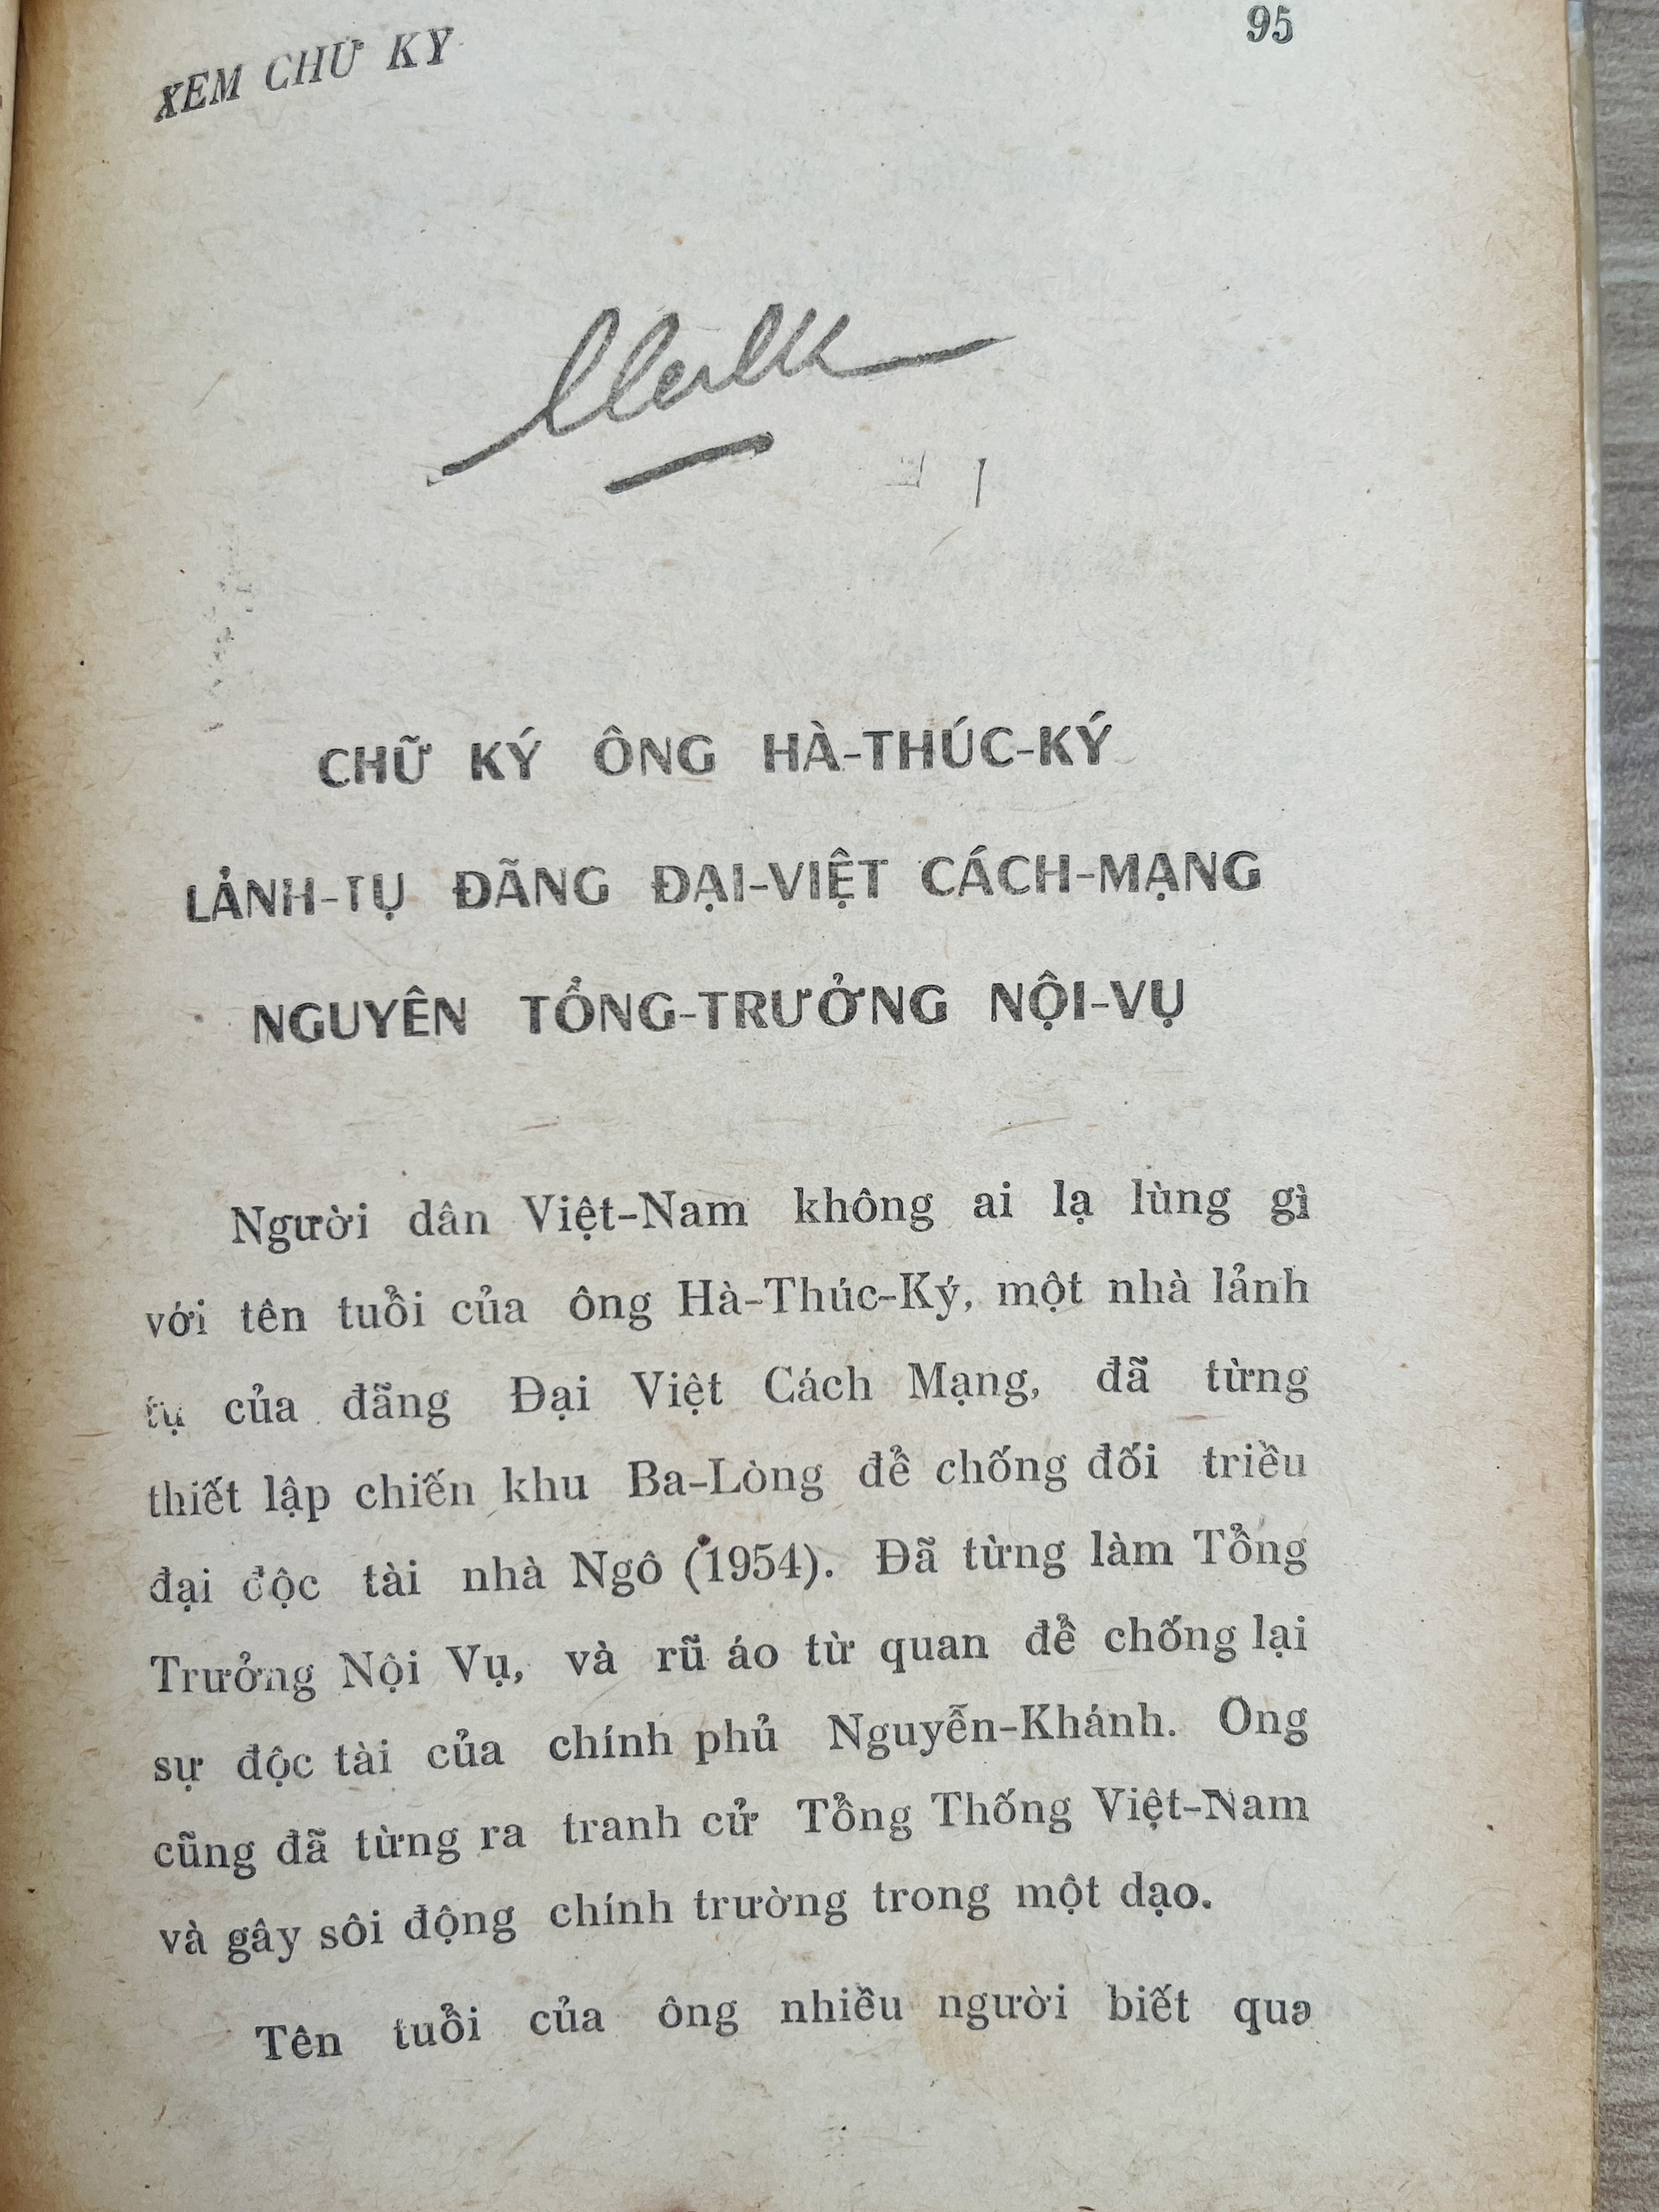 XEM CHỮ KÝ
95
CHỮ KÝ ÔNG HÀ-THÚC-KÝ
LẢNH-TỤ ĐÃNG ĐẠI-VIỆT CÁCH-MẠNG
NGUYÊN TỔNG-TRƯỞNG NỘI-VỤ
Người dân Việt-Nam không ai lạ lùng gì
với tên tuổi của ông Hà-Thúc-Ký, một nhà lảnh
tụ của đãng Đại Việt Cách Mạng, đã từng
thiết lập chiến khu Ba-Lòng để chống đối triều
đại độc tài nhà Ngô (1954). Đã từng làm Tổng
Trưởng Nội Vụ, và rũ áo từ quan để chống lại
sự độc tài của chính phủ Nguyễn-Khánh. Ông
cũng đã từng ra tranh cử Tổng Thống Việt-Nam
và gây sôi động chính trường trong một dạo.
Tên tuổi của ông nhiều người biết qua